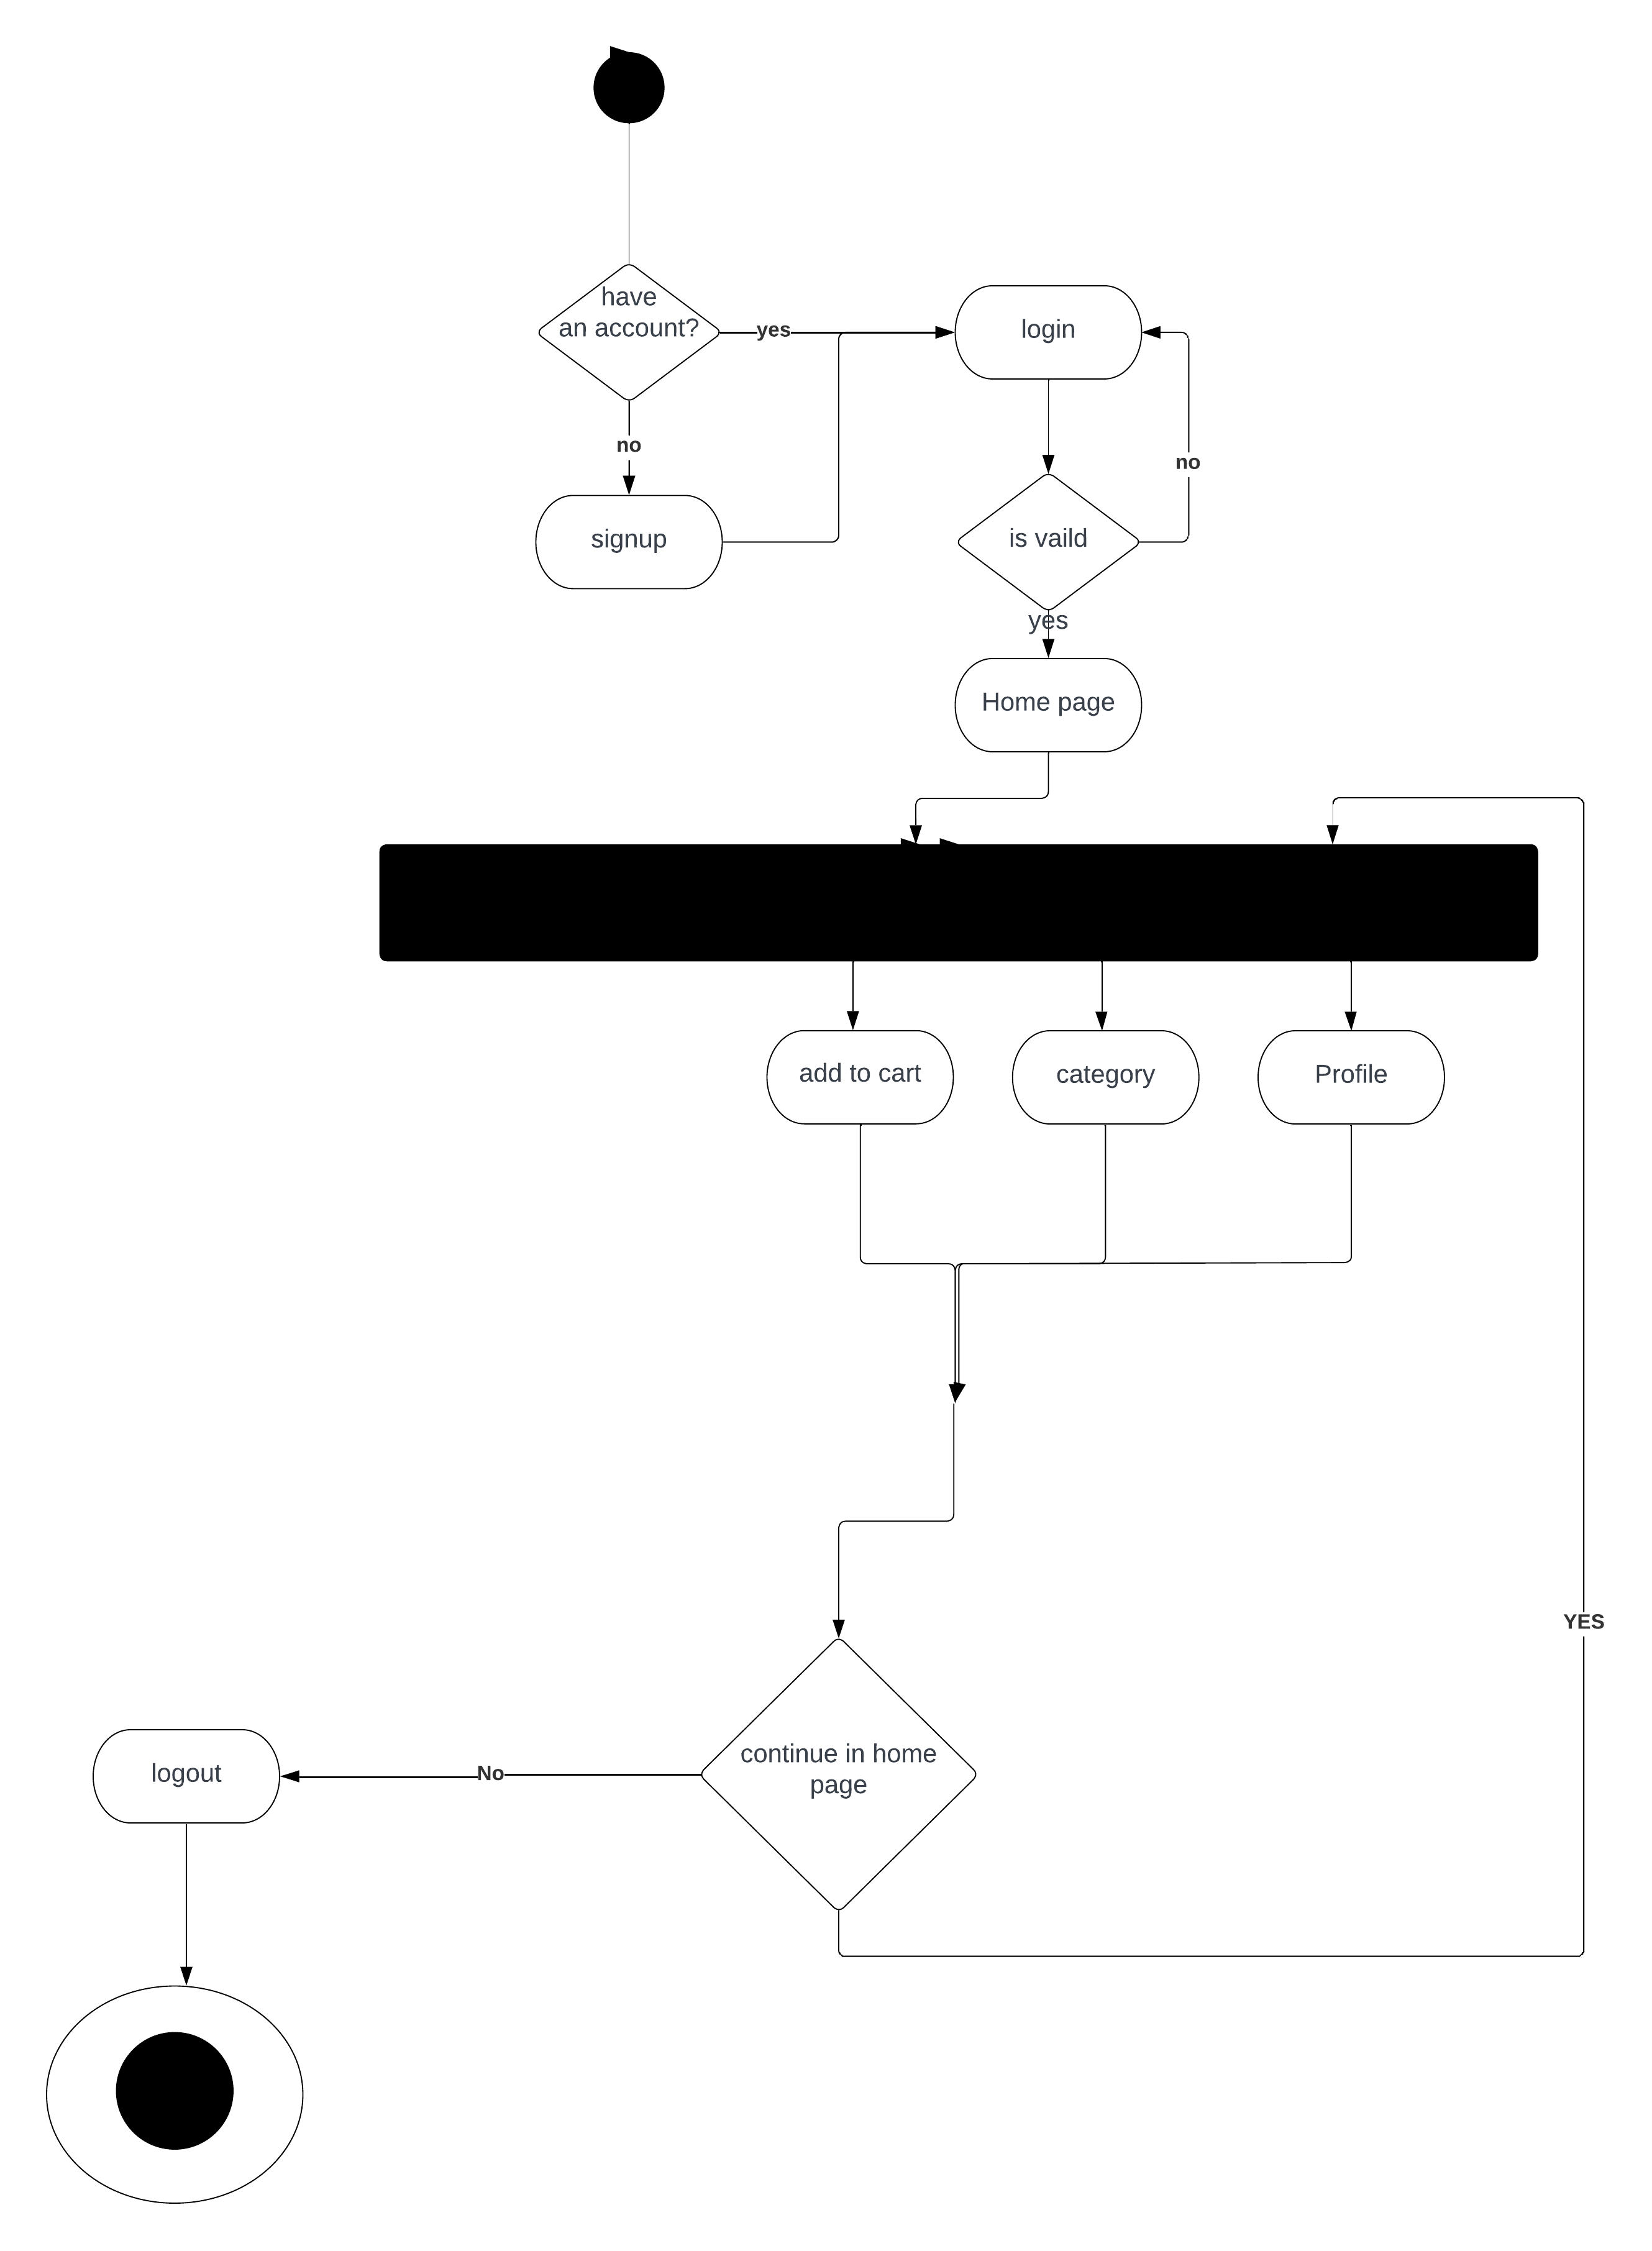 have
an account?
yes
login
no
no
signup
is vaild
yes
Home page
add to cart
category
Profile
YES
continue in home
page
No
logout